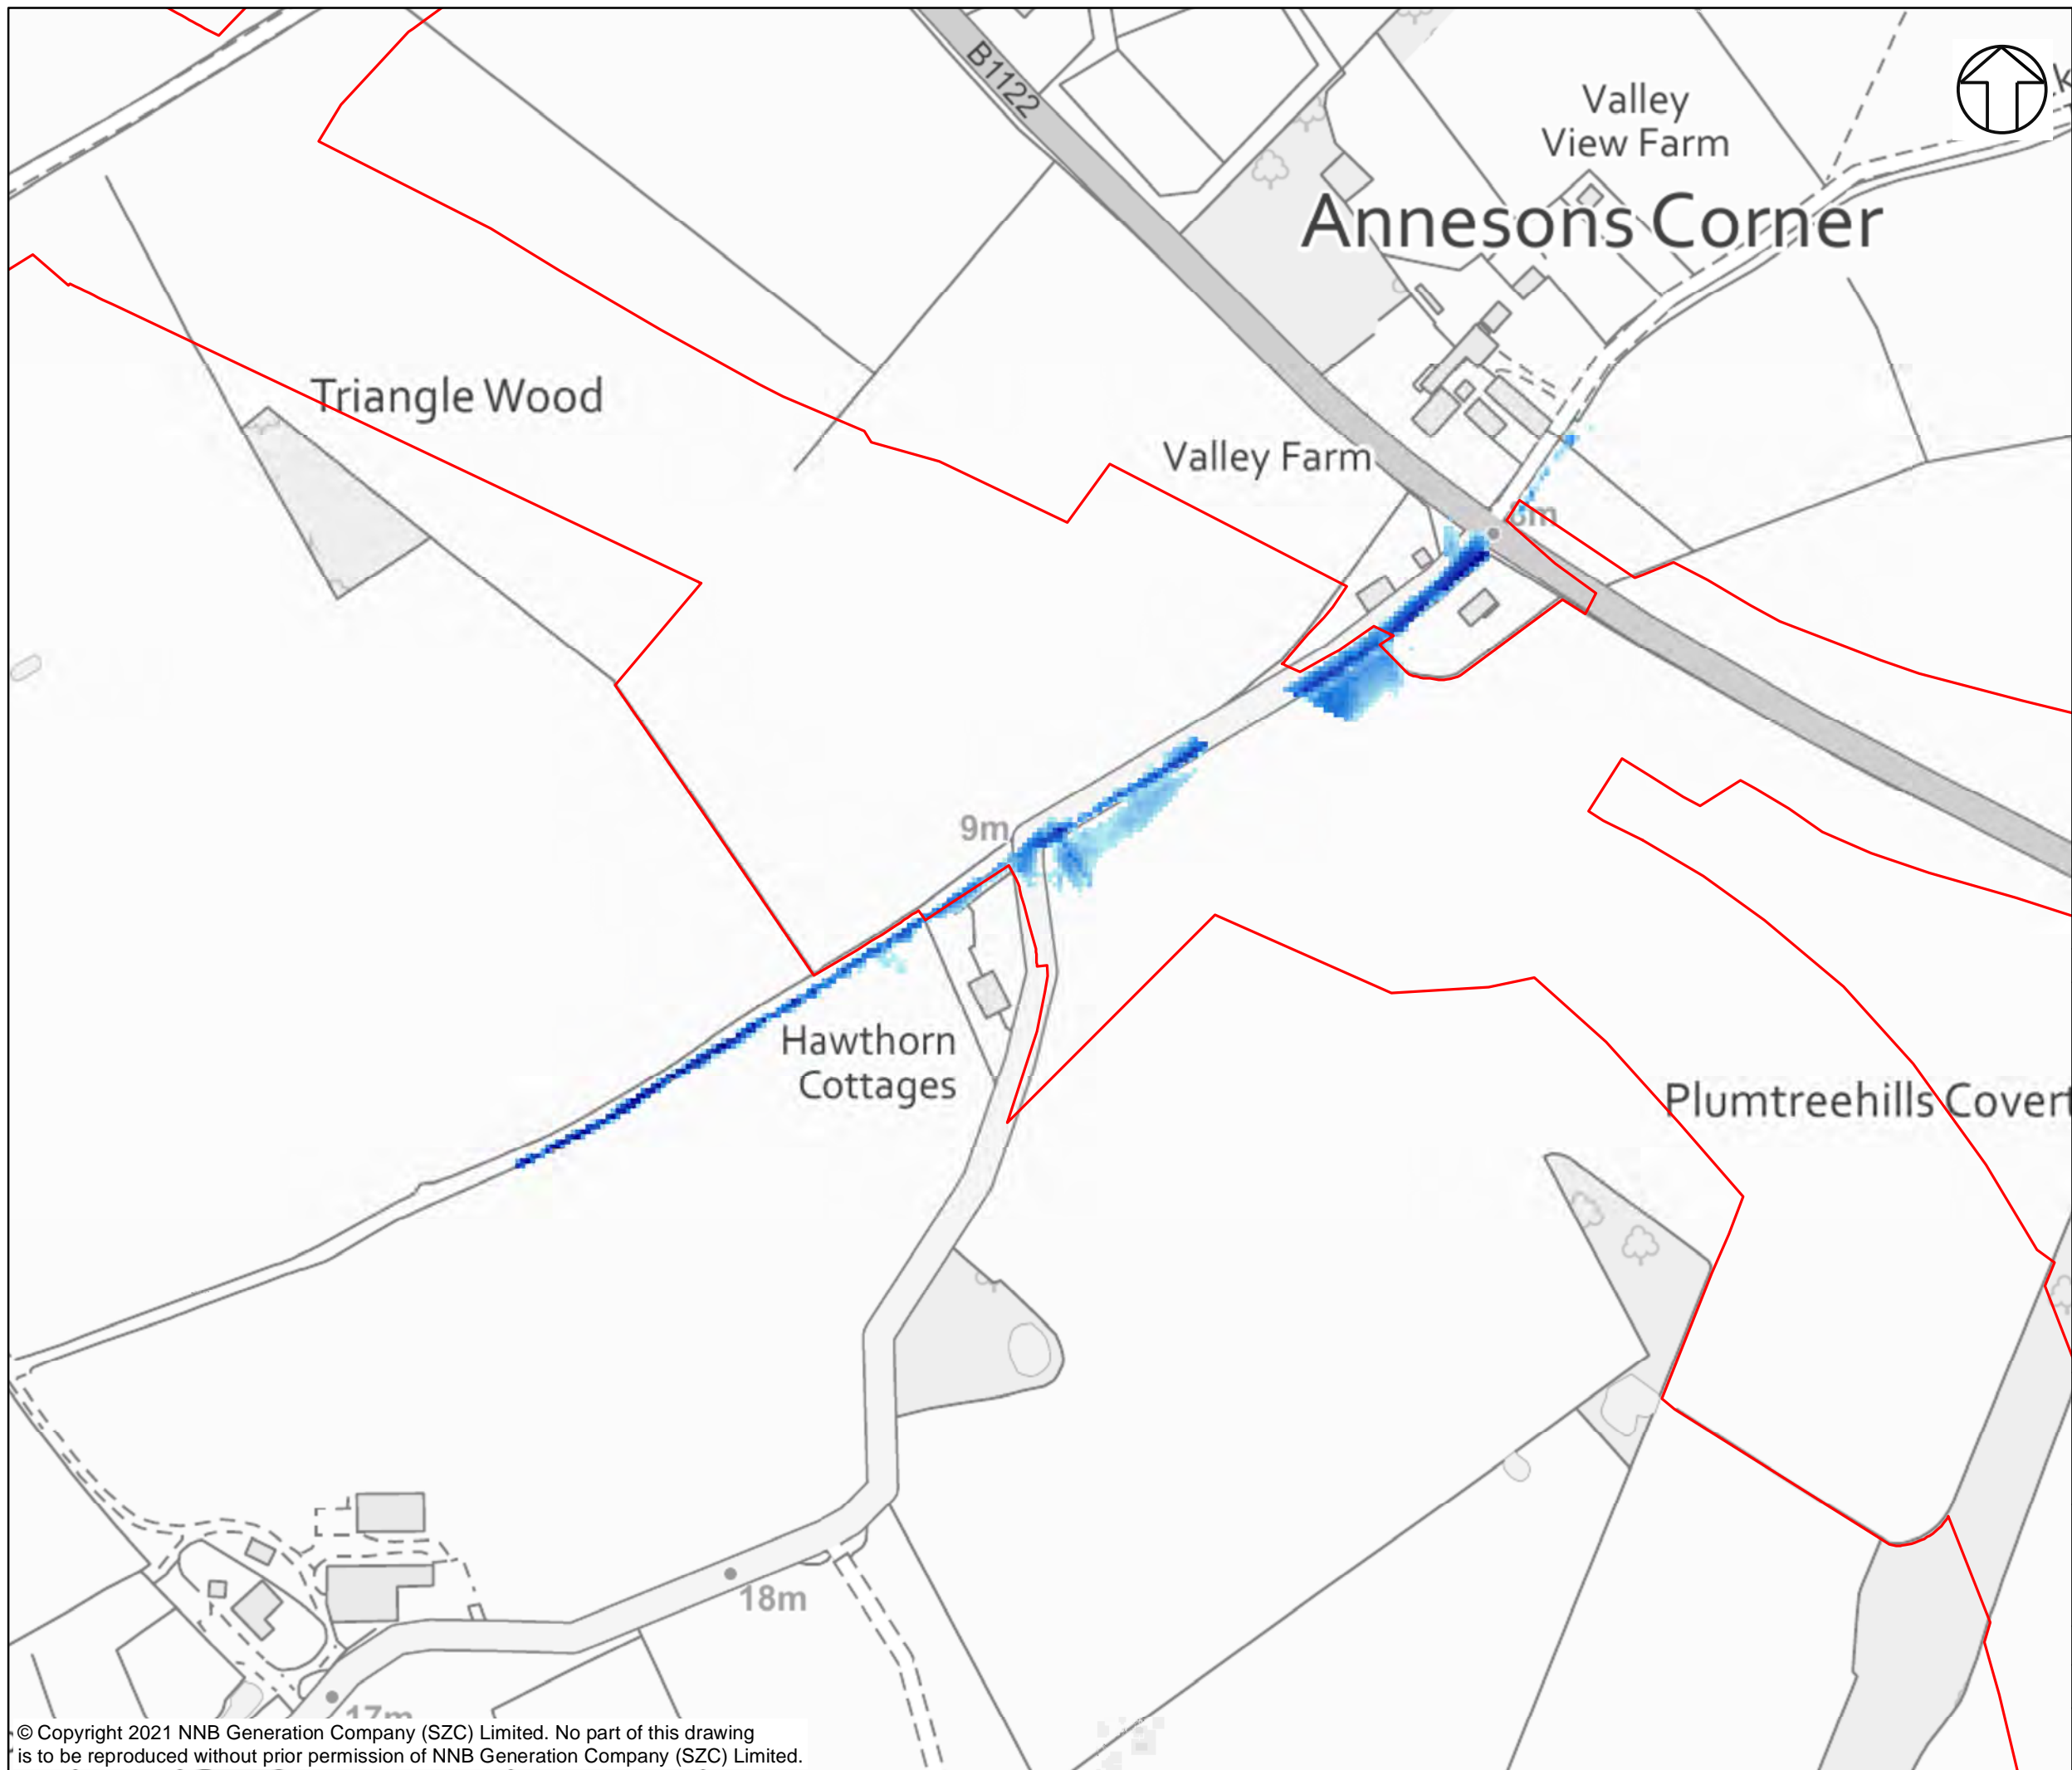 B1122
Valley
View Farm
Annesons Corner
Triangle Wood
Valley Farm
9m
Hawthorn
Cottages
Plumtreehills Covert
18m
17m
© Copyright 2021 NNB Generation Company (SZC) Limited. No part of this drawing
is to be reproduced without prior permission of NNB Generation Company (SZC) Limited.